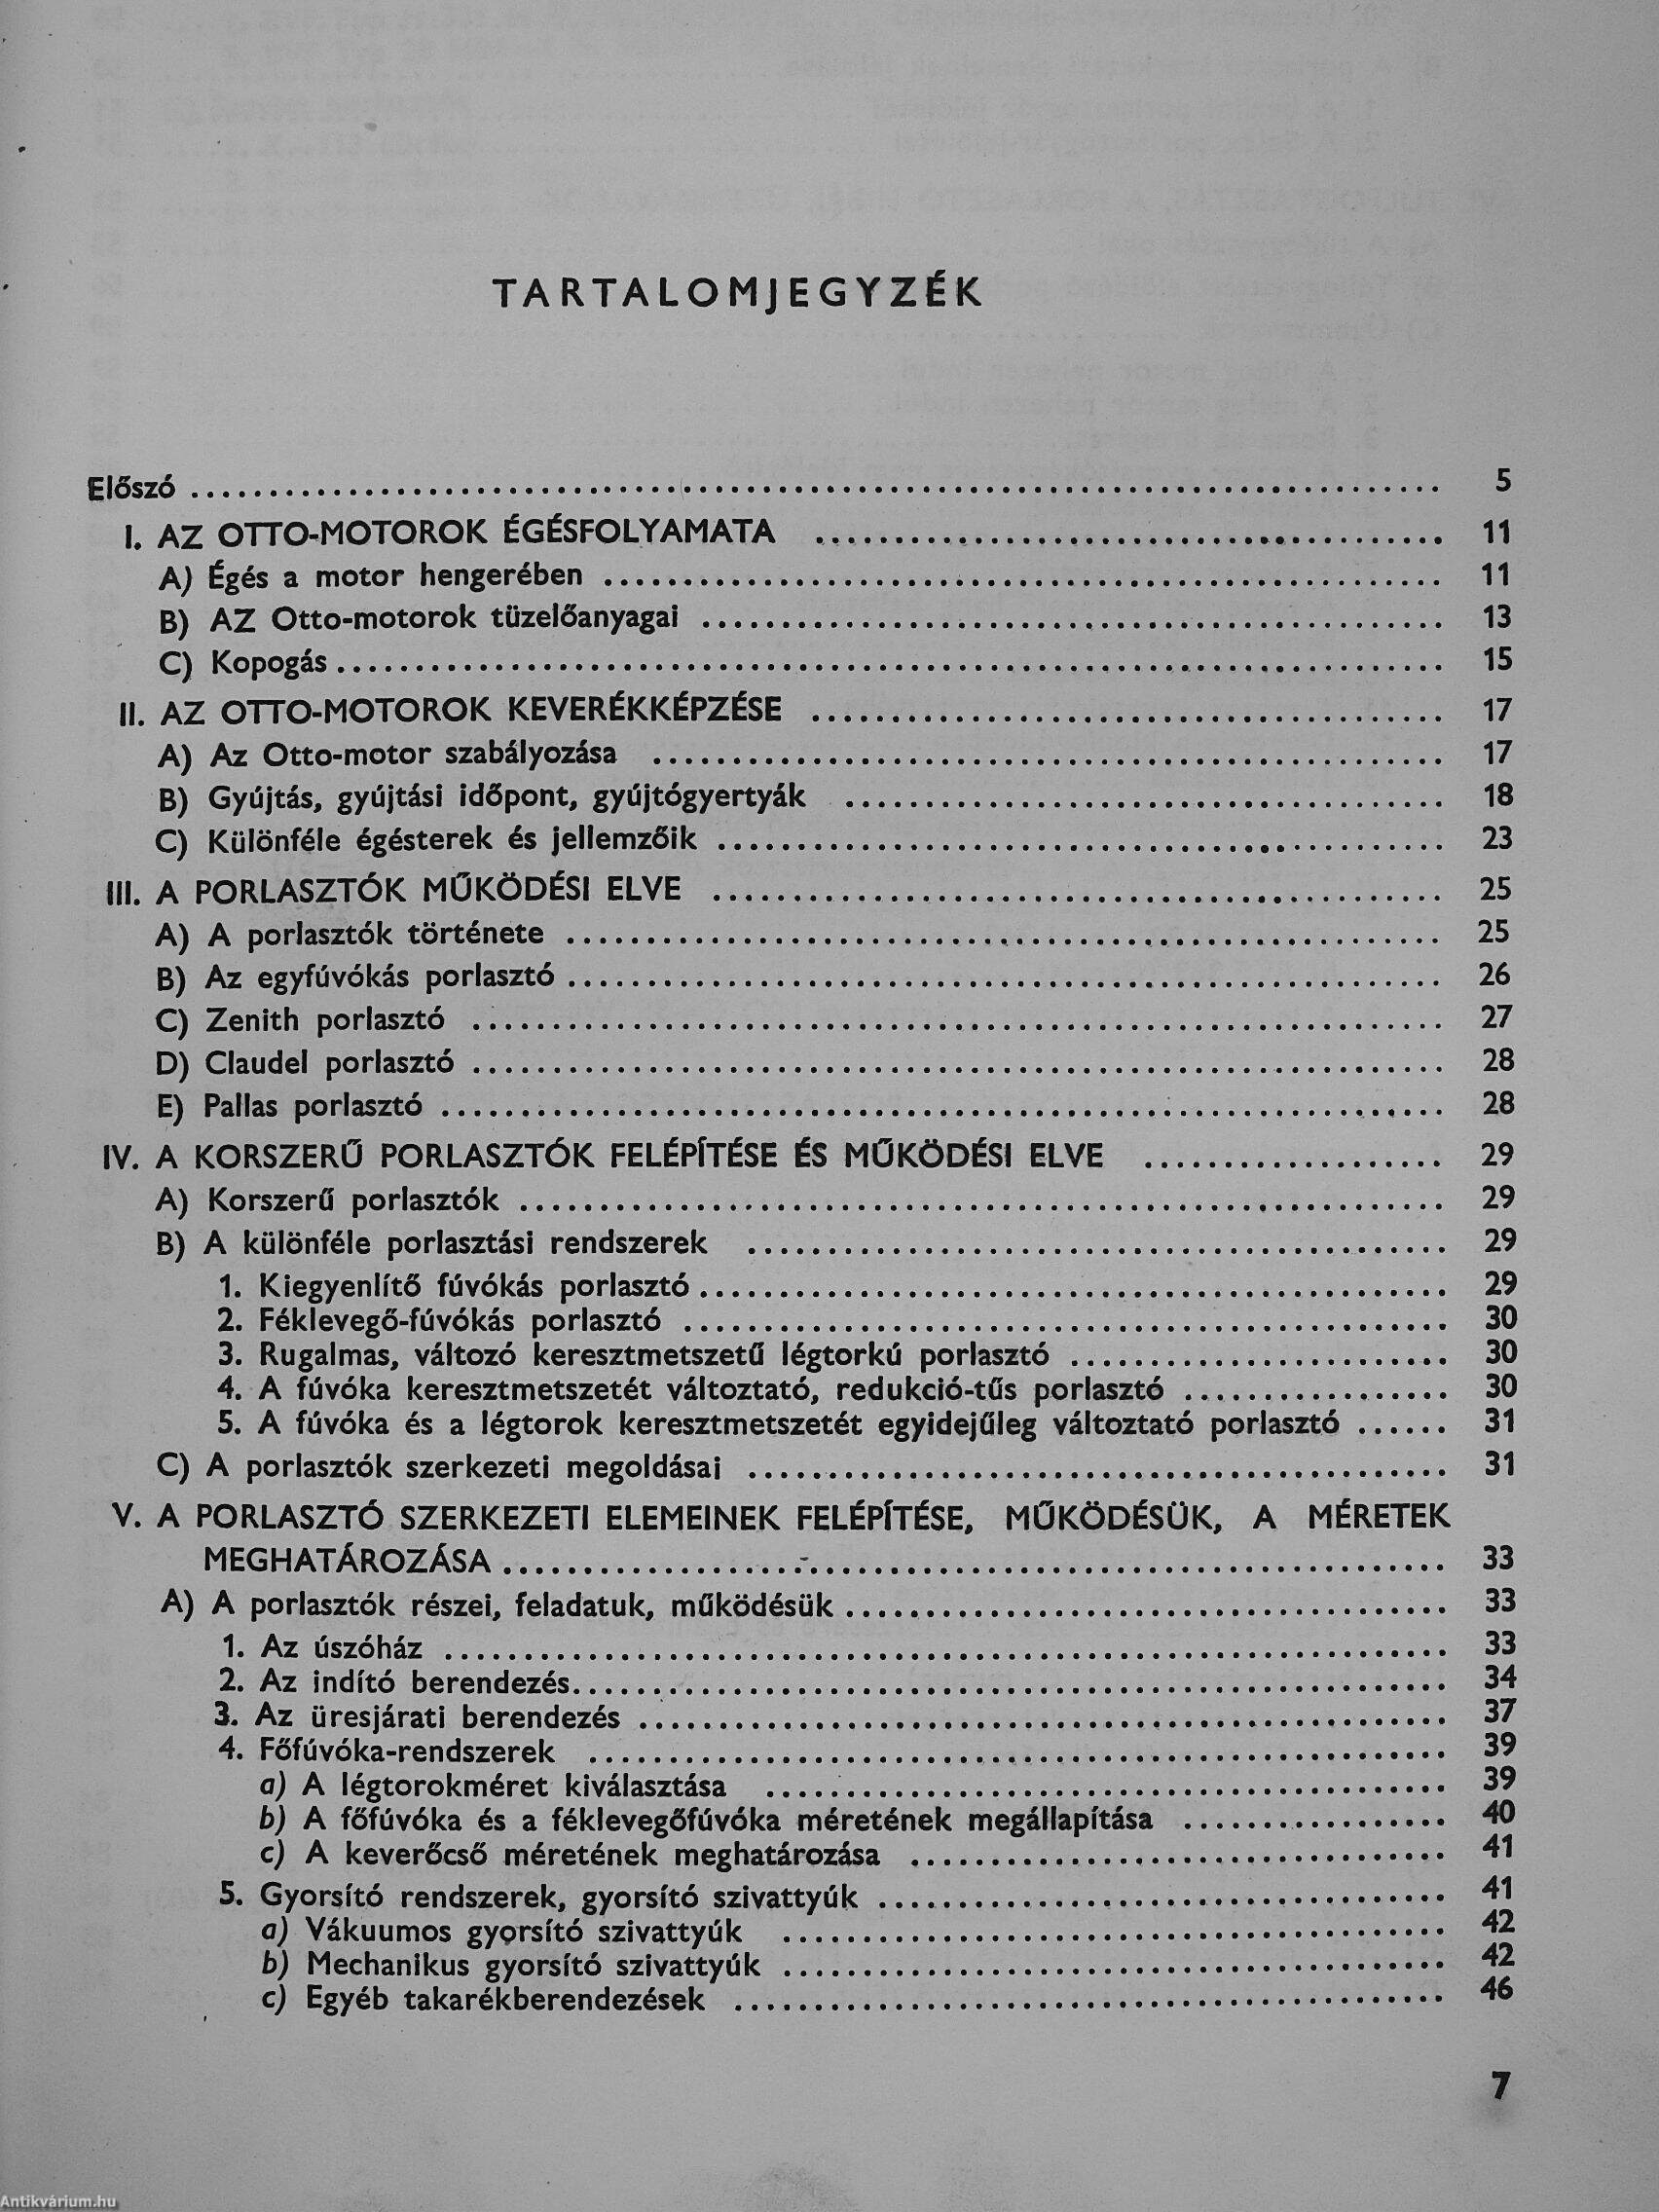 TARTALOMJEGYZÉK
Előszó ........ 5
I. AZ OTTO-MOTOROK ÉGÉSFOLYAMATA ........ 11
A) Égés a motor hengerében ........ 11
B) AZ Otto-motorok tüzelőanyagai ........ 13
C) Kopogás ........ 15
II. AZ OTTO-MOTOROK KEVERÉKKÉPZÉSE ........ 17
A) Az Otto-motor szabályozása ........ 17
B) Gyújtás, gyújtási időpont, gyújtógyertyák ........ 18
C) Különféle égésterek és jellemzőik ........ 23
III. A PORLASZTÓK MŰKÖDÉSI ELVE ........ 25
A) A porlasztók története ........ 25
B) Az egyfúvókás porlasztó ........ 26
C) Zenith porlasztó ........ 27
D) Claudel porlasztó ........ 28
E) Pallas porlasztó ........ 28
IV. A KORSZERŰ PORLASZTÓK FELÉPÍTÉSE ÉS MŰKÖDÉSI ELVE ........ 29
A) Korszerű porlasztók ........ 29
B) A különféle porlasztási rendszerek ........ 29
1. Kiegyenlítő fúvókás porlasztó ........ 29
2. Féklevegő-fúvókás porlasztó ........ 30
3. Rugalmas, változó keresztmetszetű légtorkú porlasztó ........ 30
4. A fúvóka keresztmetszetét változtató, redukció-tűs porlasztó ........ 30
5. A fúvóka és a légtorok keresztmetszetét egyidejűleg változtató porlasztó ...... 31
C) A porlasztók szerkezeti megoldásai ........ 31
V. A PORLASZTÓ SZERKEZETI ELEMEINEK FELÉPÍTÉSE, MŰKÖDÉSÜK, A MÉRETEK
MEGHATÁROZÁSA ........ 33
A) A porlasztók részei, feladatuk, működésük ........ 33
1. Az úszóház ........ 33
2. Az indító berendezés ........ 34
3. Az üresjárati berendezés ........ 37
4. Főfúvóka-rendszerek ........ 39
a) A légtorokméret kiválasztása ........ 39
b) A főfúvóka és a féklevegőfúvóka méretének megállapítása ........ 40
c) A keverőcső méretének meghatározása ........ 41
5. Gyorsító rendszerek, gyorsító szivattyúk ........ 41
a) Vákuumos gyorsító szivattyúk ........ 42
b) Mechanikus gyorsító szivattyúk ........ 42
c) Egyéb takarékberendezések ........ 46
7
Antikvárium.hu